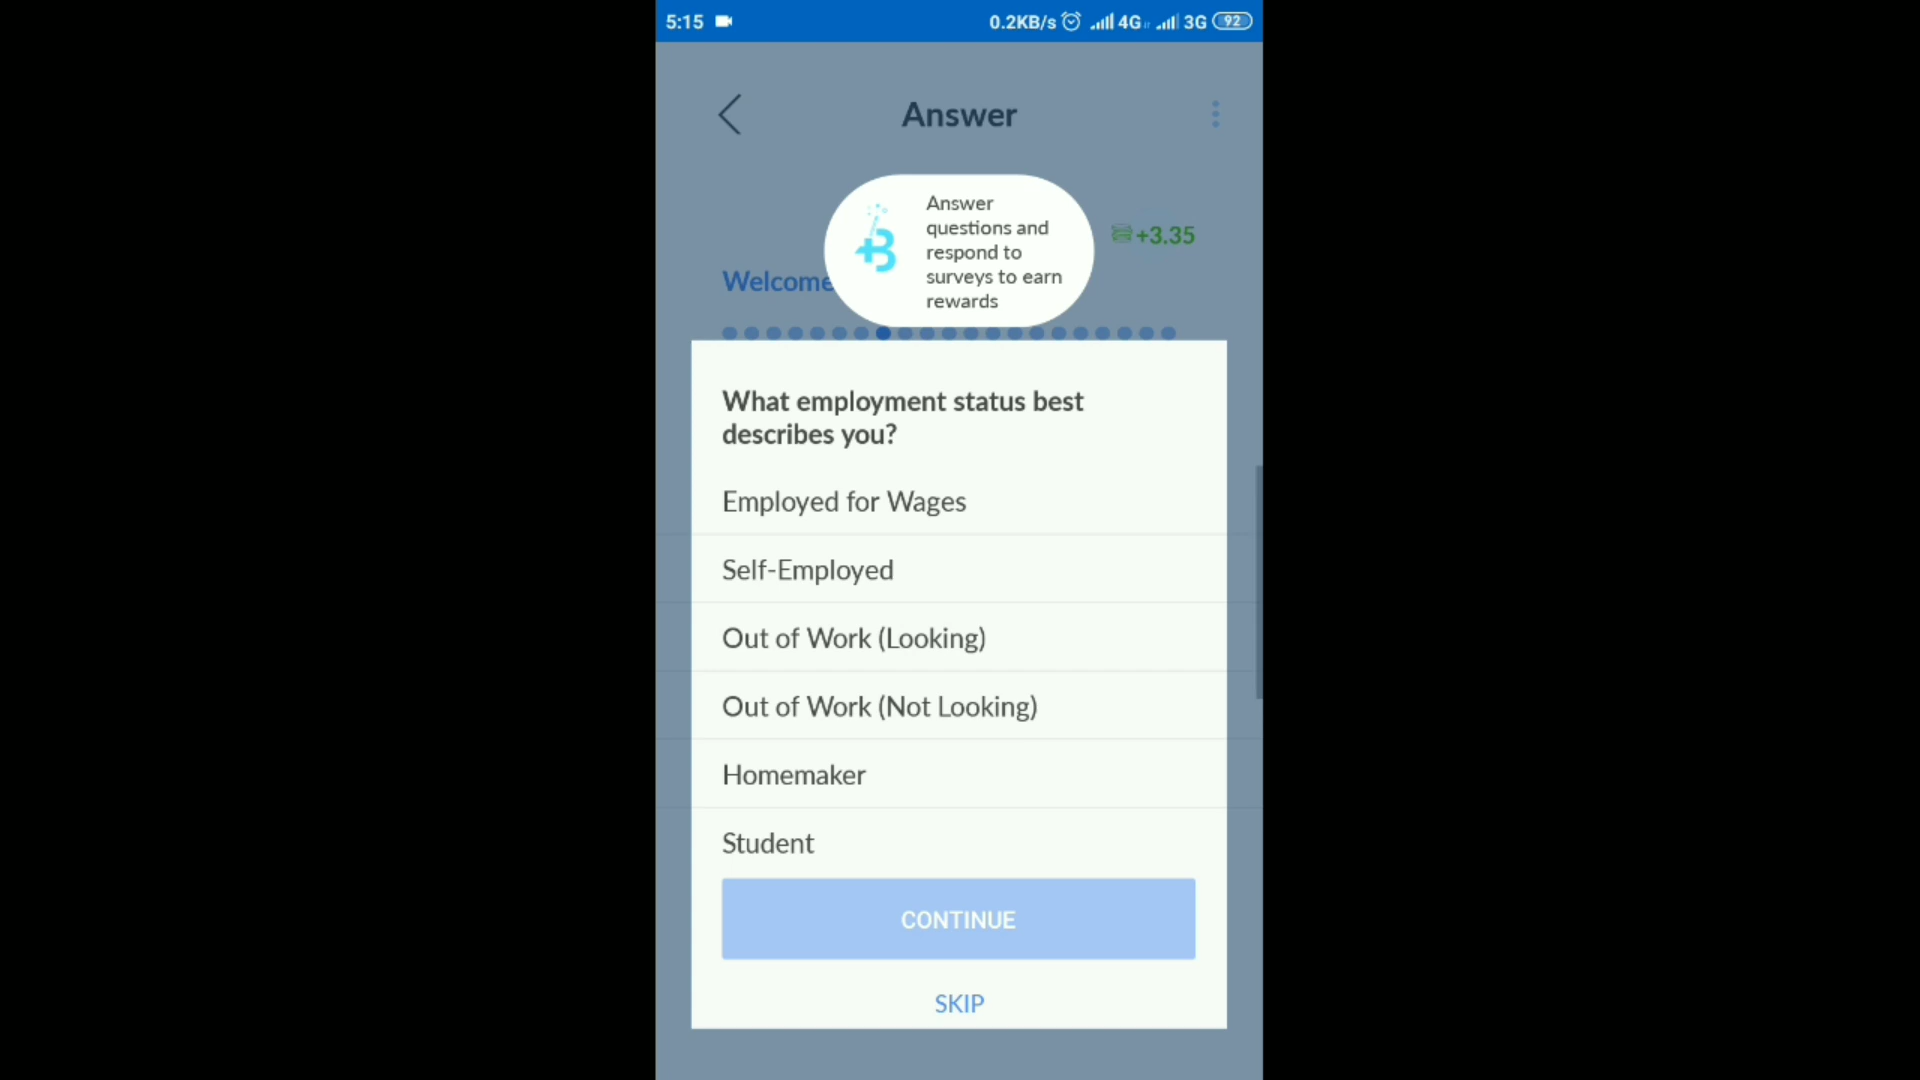 5:15 0.2KB/s 4G 3G 92
Answer
Answer
questions and
respond to
surveys to earn
rewards
+3.35
Welcome
What employment status best
describes you?
Employed for Wages
Self-Employed
Out of Work (Looking)
Out of Work (Not Looking)
Homemaker
Student
CONTINUE
SKIP